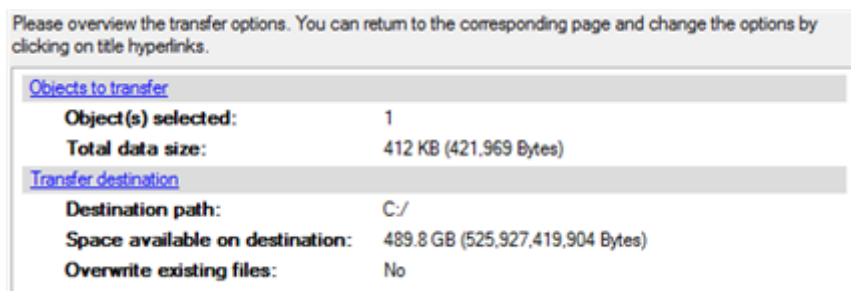 Please overview the transfer options. You can return to the corresponding page and change the options by
clicking on title hyperlinks.
Objects to transfer
Object(s) selected: 1
Total data size: 412 KB (421,969 Bytes)
Transfer destination
Destination path: C:/
Space available on destination: 489.8 GB (525,927,419,904 Bytes)
Overwrite existing files: No